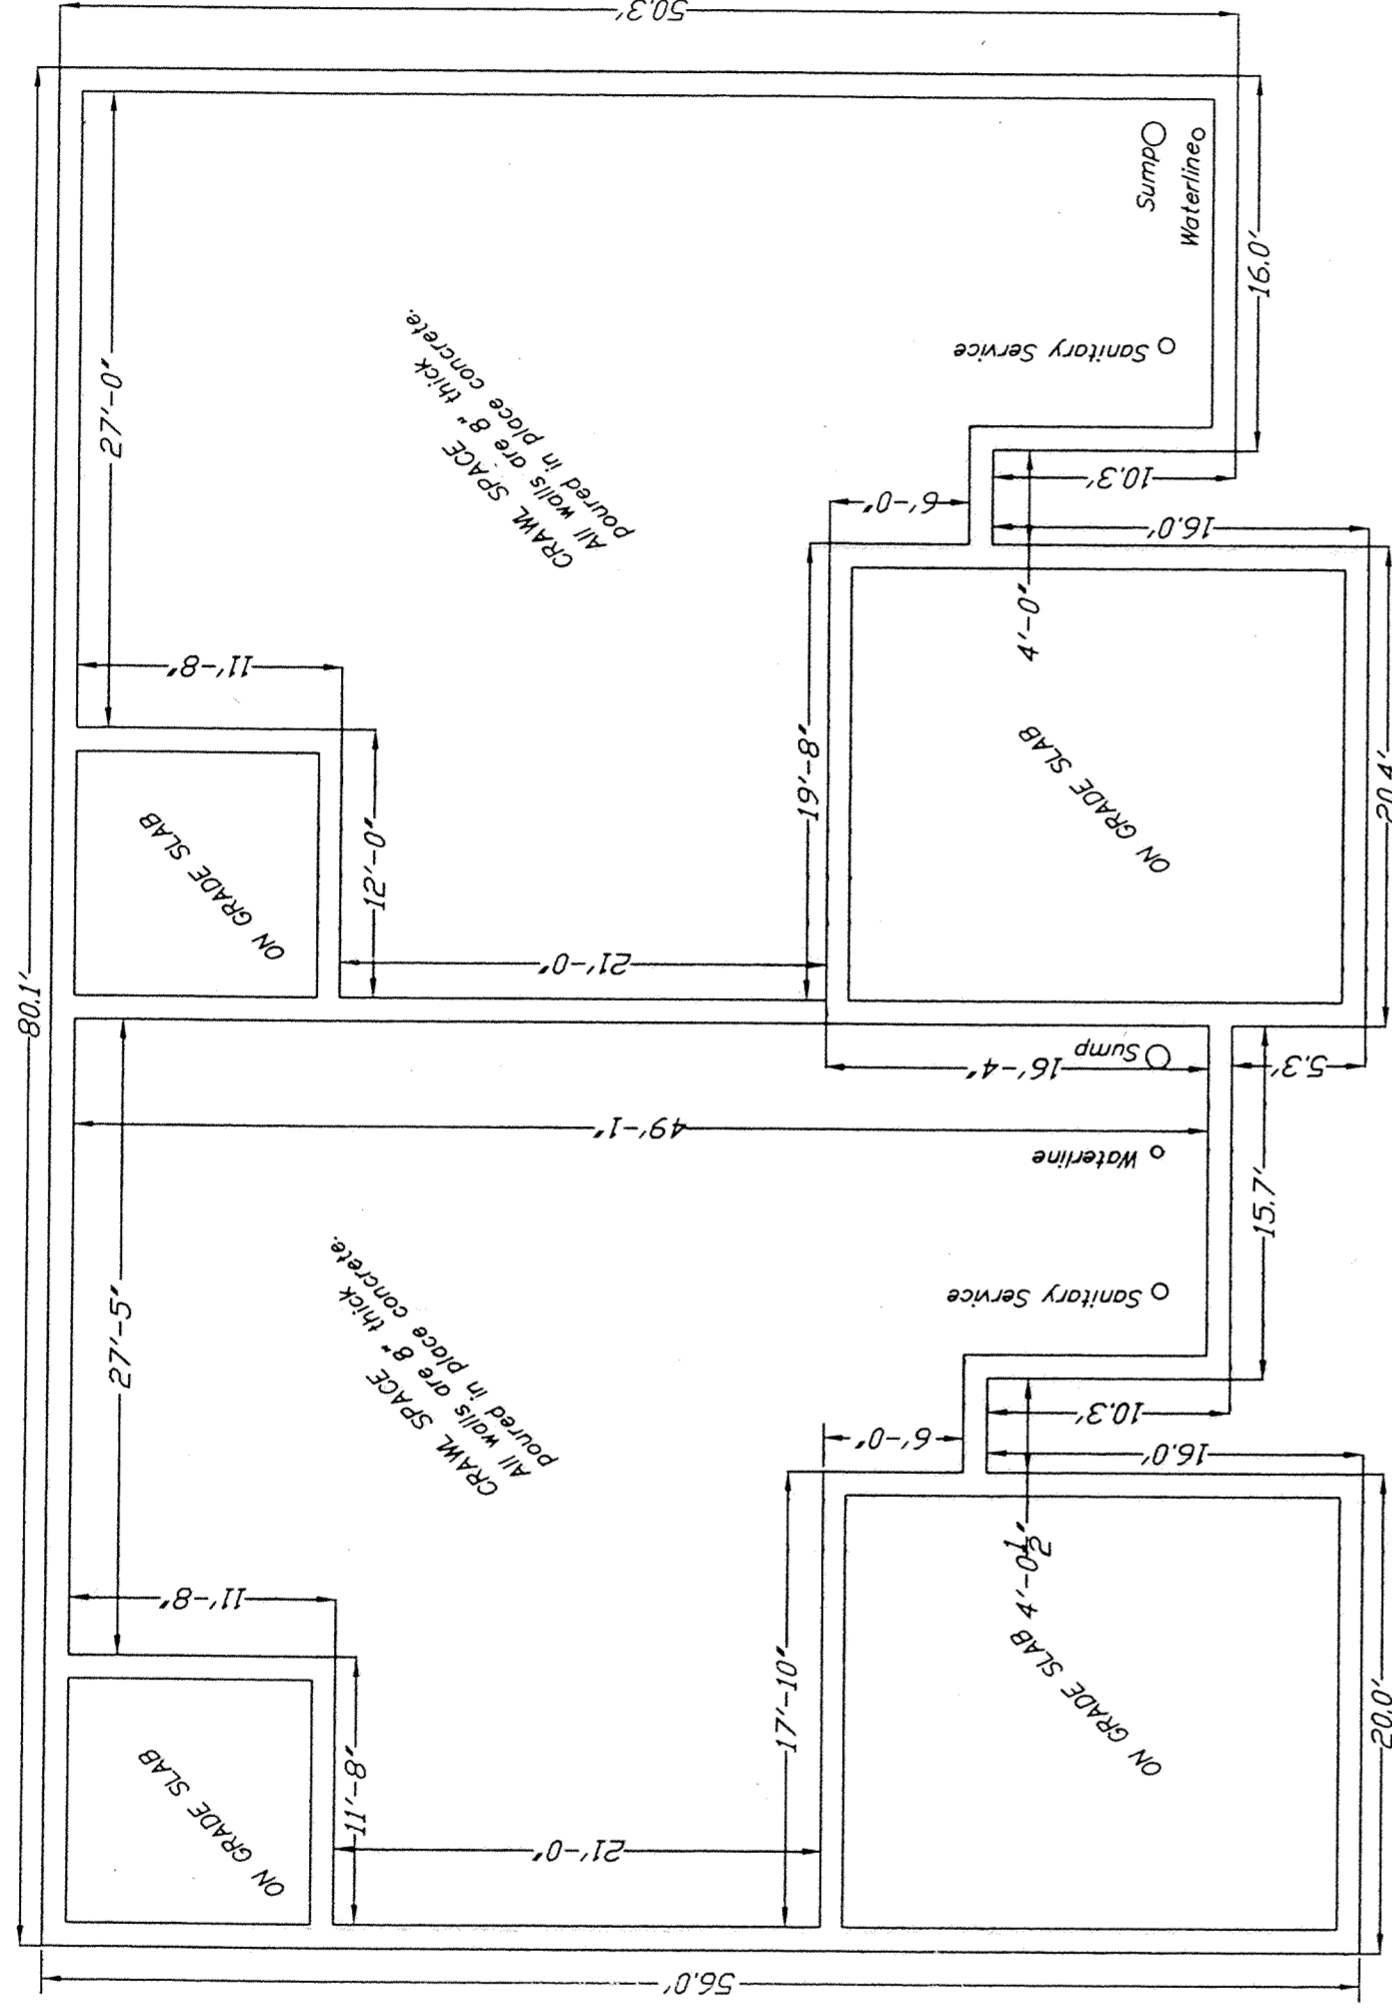 50.3'
27'-0"
Sump
Waterline
16.0'
Sanitary Service
CRAWL SPACE
All walls are 8" thick
poured in place concrete.
10.3'
6'-0"
16.0'
4'-0"
11'-8"
19'-8"
ON GRADE SLAB
12'-0"
ON GRADE SLAB
20.4'
21'-0"
80.1'
Sump
16'-4"
5.3'
49'-1"
Waterline
15.7'
27'-5"
Sanitary Service
CRAWL SPACE
All walls are 8" thick
poured in place concrete.
10.3'
6'-0"
16.0'
4'-0 1/2"
11'-8"
17'-10"
ON GRADE SLAB
11'-8"
ON GRADE SLAB
20.0'
21'-0"
56.0'